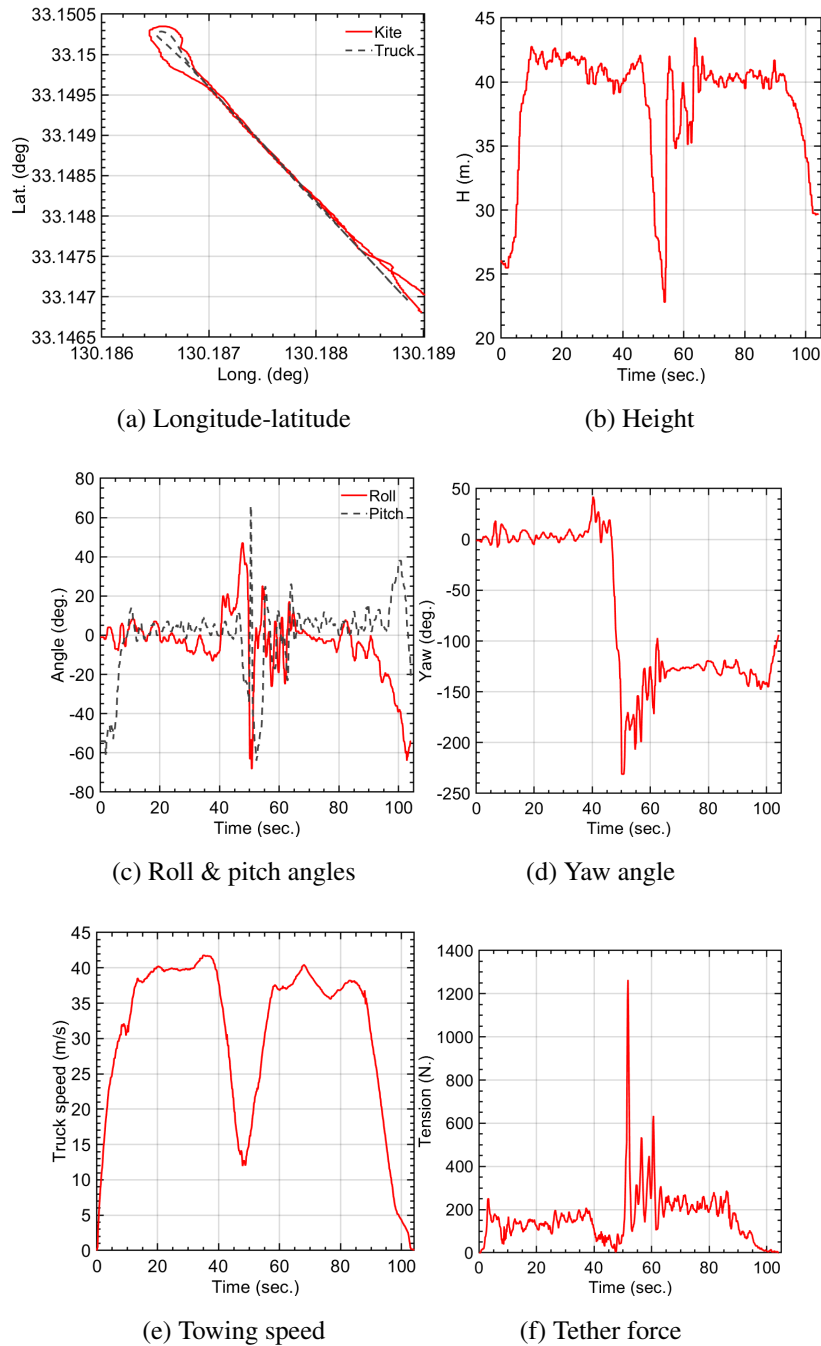 33.1505
33.15
33.1495
33.149
33.1485
33.148
33.1475
33.147
33.1465
Lat. (deg)
Kite
Truck
130.186 130.187 130.188 130.189
Long. (deg)
(a) Longitude-latitude
45
40
35
30
25
20
H (m.)
0 20 40 60 80 100
Time (sec.)
(b) Height
80
60
40
20
0
-20
-40
-60
-80
Angle (deg.)
Roll
Pitch
0 20 40 60 80 100
Time (sec.)
(c) Roll & pitch angles
50
0
-50
-100
-150
-200
-250
Yaw (deg.)
0 20 40 60 80 100
Time (sec.)
(d) Yaw angle
45
40
35
30
25
20
15
10
5
0
Truck speed (m/s)
0 20 40 60 80 100
Time (sec.)
(e) Towing speed
1400
1200
1000
800
600
400
200
0
Tension (N.)
0 20 40 60 80 100
Time (sec.)
(f) Tether force